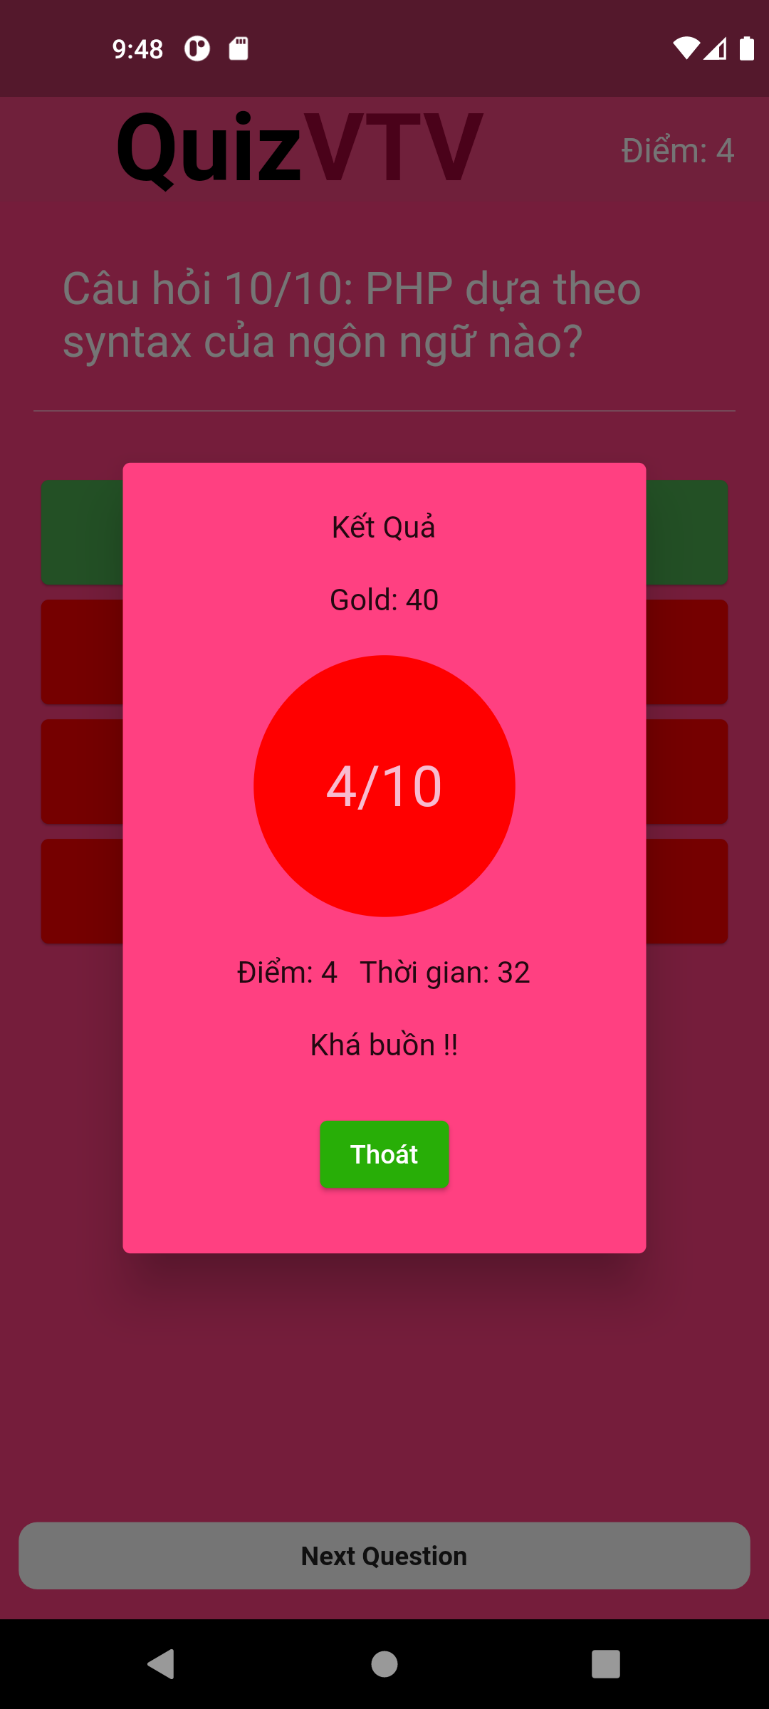 9:48
QuizVTV
Điểm: 4
Câu hỏi 10/10: PHP dựa theo
syntax của ngôn ngữ nào?
Kết Quả
Gold: 40
4/10
Điểm: 4 Thời gian: 32
Khá buồn !!
Thoát
Next Question